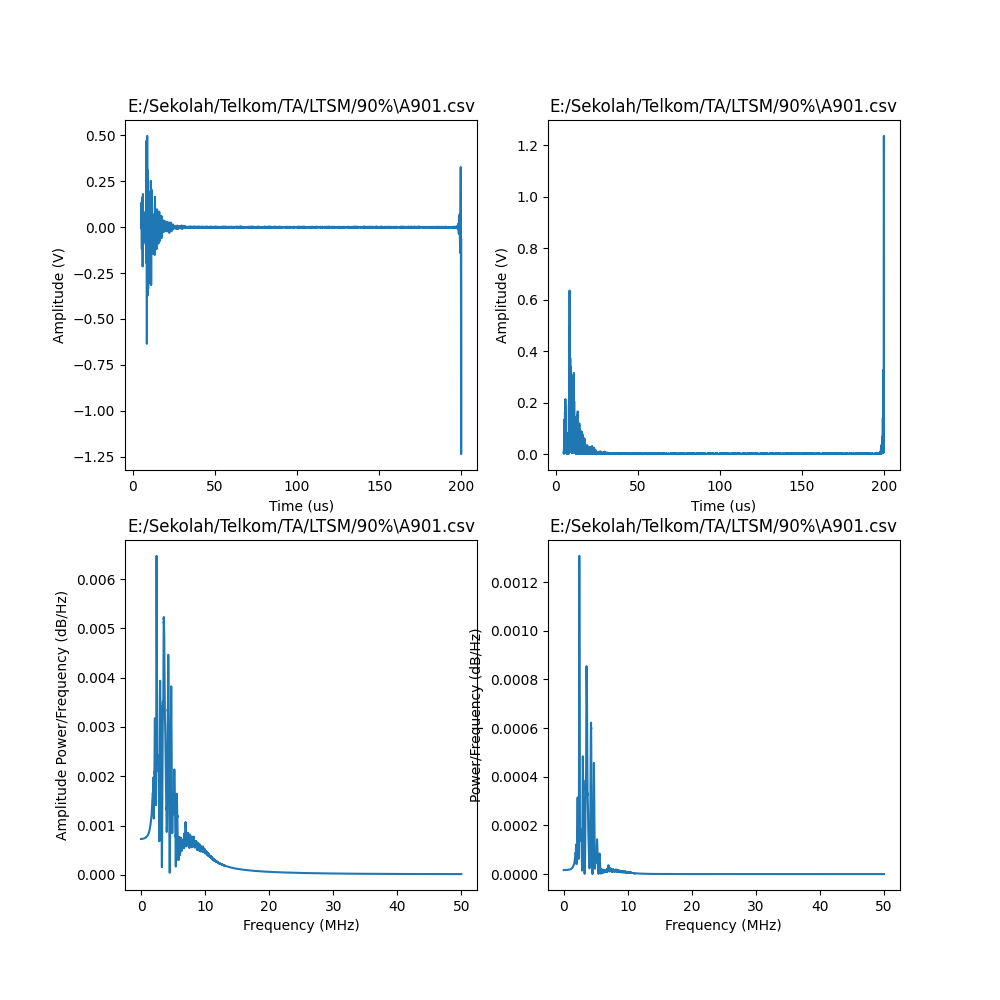 E:/Sekolah/Telkom/TA/LTSM/90%\A901.csv
Amplitude (V)
0.50
0.25
0.00
−0.25
−0.50
−0.75
−1.00
−1.25
0 50 100 150 200
Time (us)
E:/Sekolah/Telkom/TA/LTSM/90%\A901.csv
Amplitude (V)
1.2
1.0
0.8
0.6
0.4
0.2
0.0
0 50 100 150 200
Time (us)
E:/Sekolah/Telkom/TA/LTSM/90%\A901.csv
Amplitude Power/Frequency (dB/Hz)
0.006
0.005
0.004
0.003
0.002
0.001
0.000
0 10 20 30 40 50
Frequency (MHz)
E:/Sekolah/Telkom/TA/LTSM/90%\A901.csv
Power/Frequency (dB/Hz)
0.0012
0.0010
0.0008
0.0006
0.0004
0.0002
0.0000
0 10 20 30 40 50
Frequency (MHz)